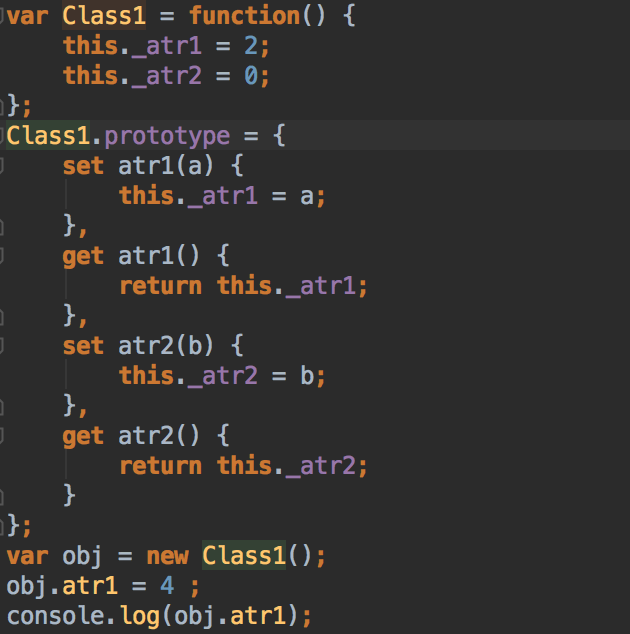 var Class1 = function() {
    this._atr1 = 2;
    this._atr2 = 0;
};
Class1.prototype = {
    set atr1(a) {
        this._atr1 = a;
    },
    get atr1() {
        return this._atr1;
    },
    set atr2(b) {
        this._atr2 = b;
    },
    get atr2() {
        return this._atr2;
    }
};
var obj = new Class1();
obj.atr1 = 4 ;
console.log(obj.atr1);